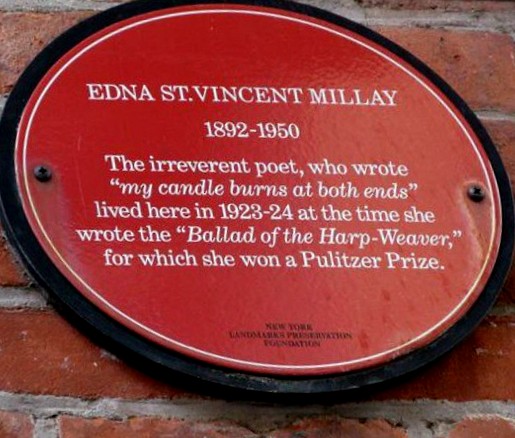 EDNA ST. VINCENT MILLAY
1892-1950
The irreverent poet, who wrote
"my candle burns at both ends"
lived here in 1923-24 at the time she
wrote the "Ballad of the Harp-Weaver,"
for which she won a Pulitzer Prize.
NEW YORK
LANDMARKS PRESERVATION
FOUNDATION